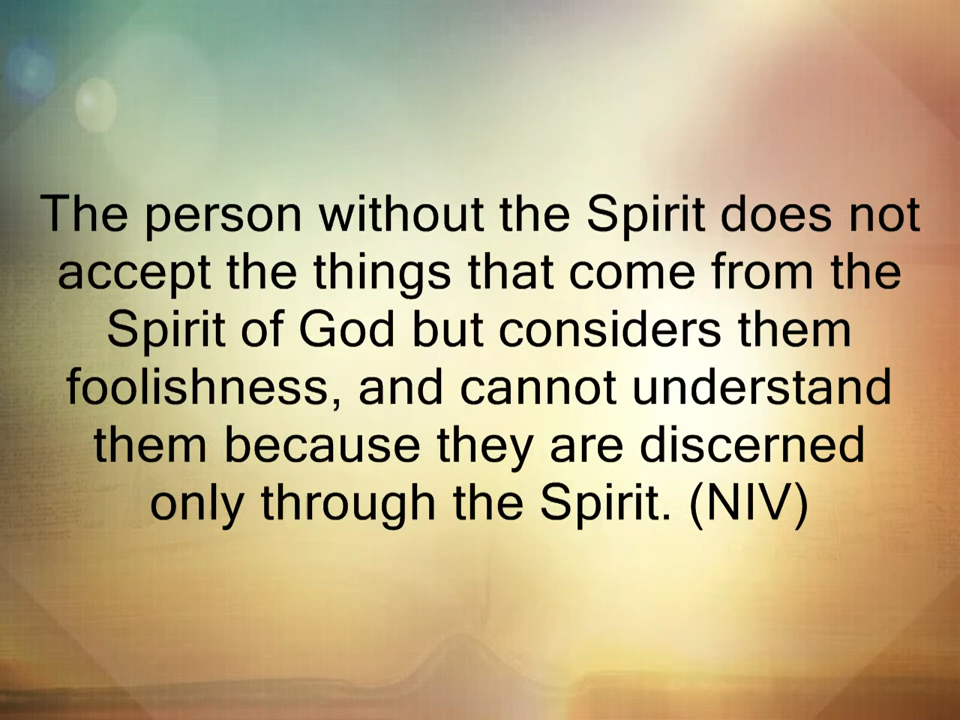 The person without the Spirit does not
accept the things that come from the
Spirit of God but considers them
foolishness, and cannot understand
them because they are discerned
only through the Spirit. (NIV)